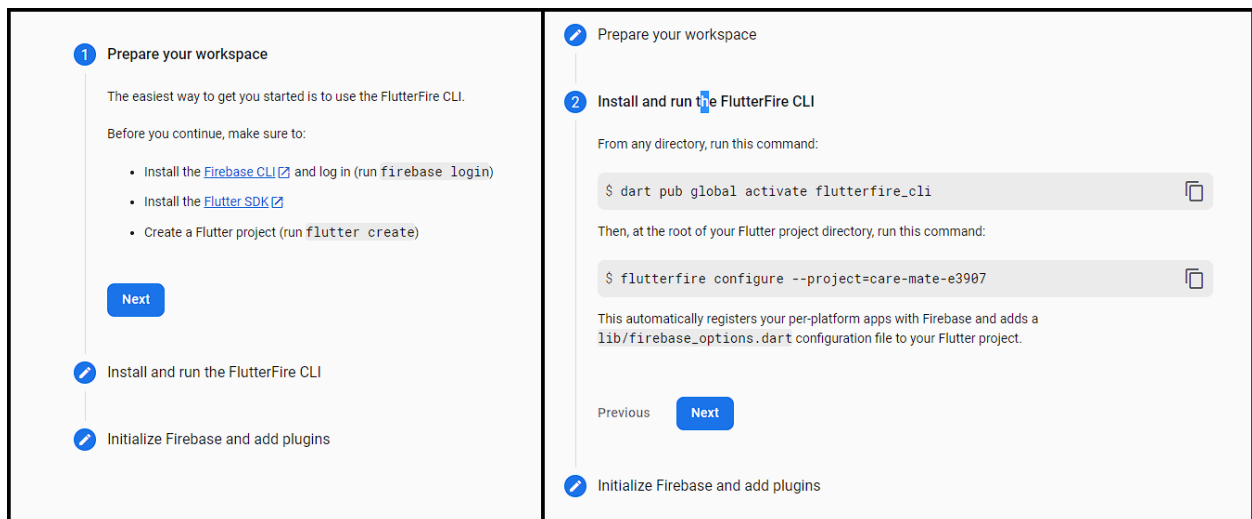 1 Prepare your workspace
The easiest way to get you started is to use the FlutterFire CLI.
Before you continue, make sure to:
• Install the Firebase CLI and log in (run firebase login)
• Install the Flutter SDK
• Create a Flutter project (run flutter create)
Next
Install and run the FlutterFire CLI
Initialize Firebase and add plugins
Prepare your workspace
2 Install and run the FlutterFire CLI
From any directory, run this command:
$ dart pub global activate flutterfire_cli
Then, at the root of your Flutter project directory, run this command:
$ flutterfire configure --project=care-mate-e3907
This automatically registers your per-platform apps with Firebase and adds a
lib/firebase_options.dart configuration file to your Flutter project.
Previous Next
Initialize Firebase and add plugins